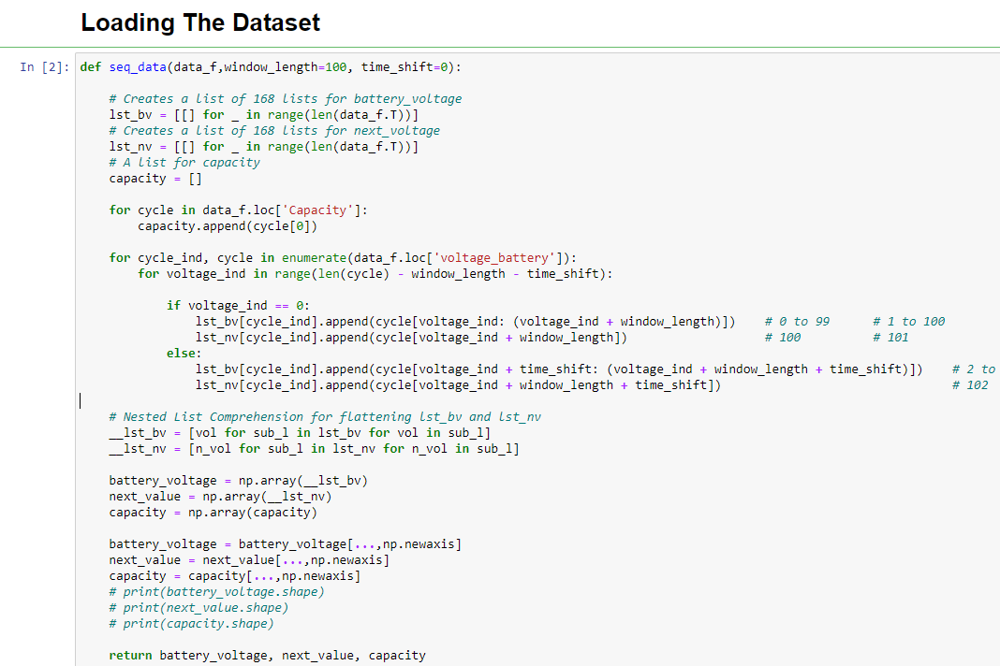 Loading The Dataset
In [2]: def seq_data(data_f,window_length=100, time_shift=0):
# Creates a list of 168 lists for battery_voltage
lst_bv = [[] for _ in range(len(data_f.T))]
# Creates a list of 168 lists for next_voltage
lst_nv = [[] for _ in range(len(data_f.T))]
# A list for capacity
capacity = []
for cycle in data_f.loc['Capacity']:
capacity.append(cycle[0])
for cycle_ind, cycle in enumerate(data_f.loc['voltage_battery']):
for voltage_ind in range(len(cycle) - window_length - time_shift):
if voltage_ind == 0:
lst_bv[cycle_ind].append(cycle[voltage_ind: (voltage_ind + window_length)]) # 0 to 99 # 1 to 100
lst_nv[cycle_ind].append(cycle[voltage_ind + window_length]) # 100 # 101
else:
lst_bv[cycle_ind].append(cycle[voltage_ind + time_shift: (voltage_ind + window_length + time_shift)]) # 2 to
lst_nv[cycle_ind].append(cycle[voltage_ind + window_length + time_shift]) # 102
# Nested List Comprehension for flattening lst_bv and lst_nv
__lst_bv = [vol for sub_l in lst_bv for vol in sub_l]
__lst_nv = [n_vol for sub_l in lst_nv for n_vol in sub_l]
battery_voltage = np.array(__lst_bv)
next_value = np.array(__lst_nv)
capacity = np.array(capacity)
battery_voltage = battery_voltage[...,np.newaxis]
next_value = next_value[...,np.newaxis]
capacity = capacity[...,np.newaxis]
# print(battery_voltage.shape)
# print(next_value.shape)
# print(capacity.shape)
return battery_voltage, next_value, capacity